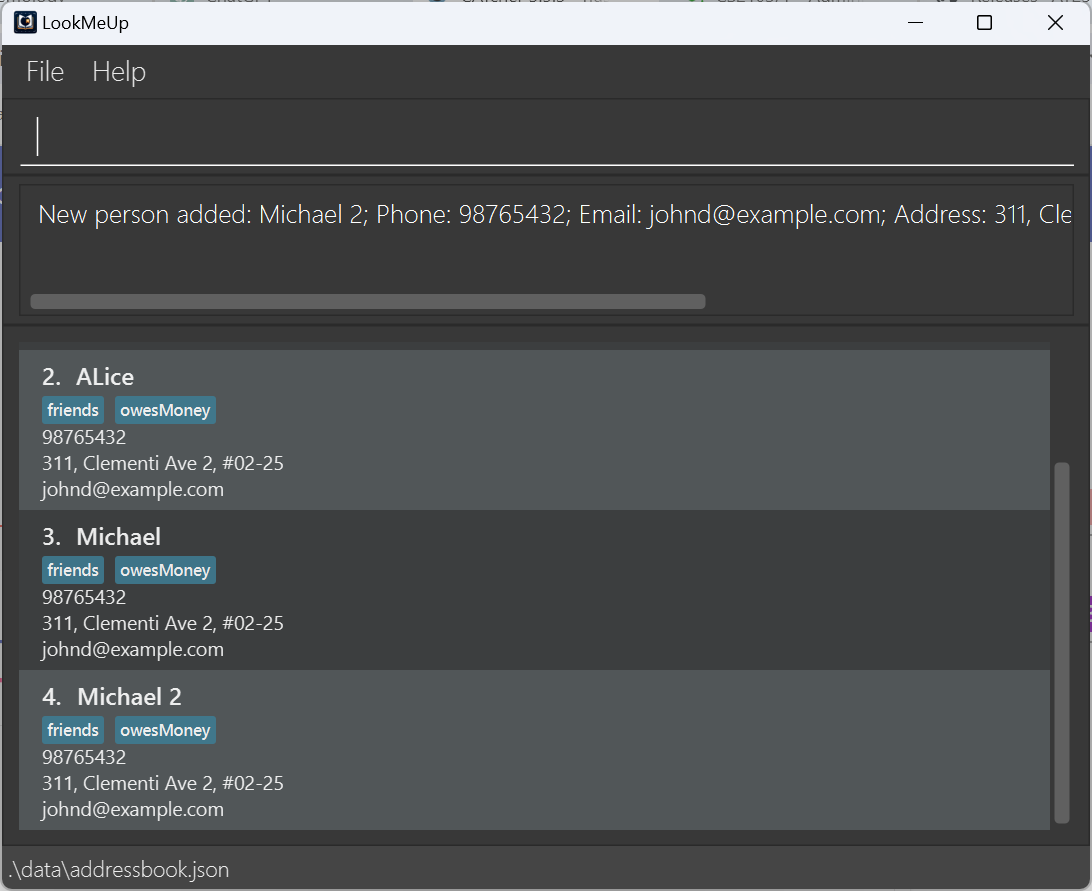 LookMeUp
File Help
New person added: Michael 2; Phone: 98765432; Email: johnd@example.com; Address: 311, Cle
2. ALice
friends owesMoney
98765432
311, Clementi Ave 2, #02-25
johnd@example.com
3. Michael
friends owesMoney
98765432
311, Clementi Ave 2, #02-25
johnd@example.com
4. Michael 2
friends owesMoney
98765432
311, Clementi Ave 2, #02-25
johnd@example.com
.\data\addressbook.json